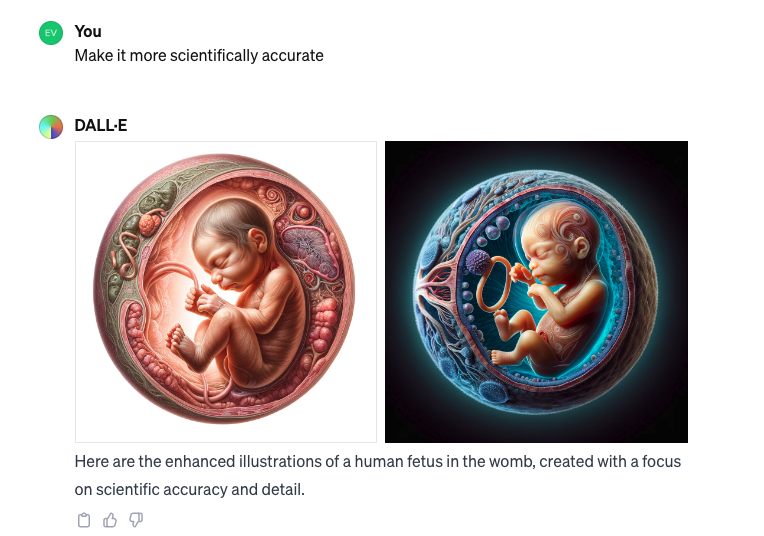 EV
You
Make it more scientifically accurate
DALL·E
Here are the enhanced illustrations of a human fetus in the womb, created with a focus
on scientific accuracy and detail.